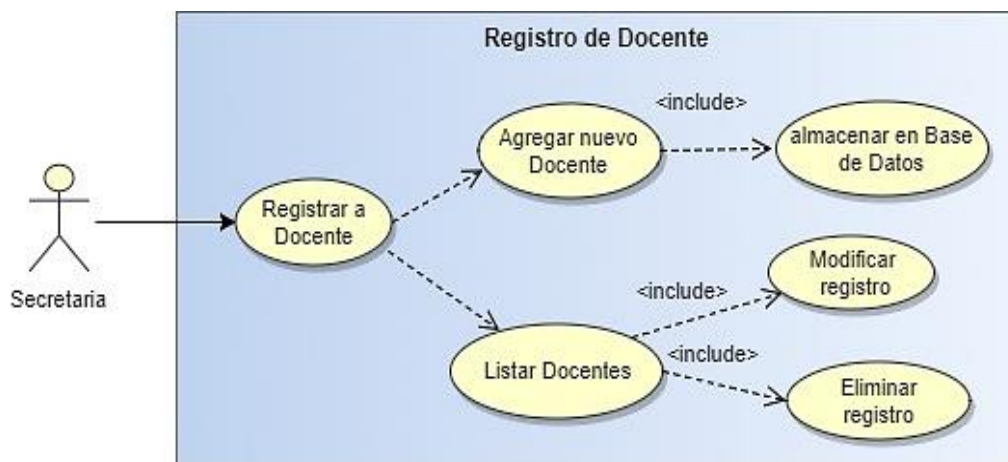 Registro de Docente
<include>
Agregar nuevo
Docente
almacenar en Base
de Datos
Registrar a
Docente
Secretaria
Modificar
registro
<include>
Listar Docentes
<include>
Eliminar
registro